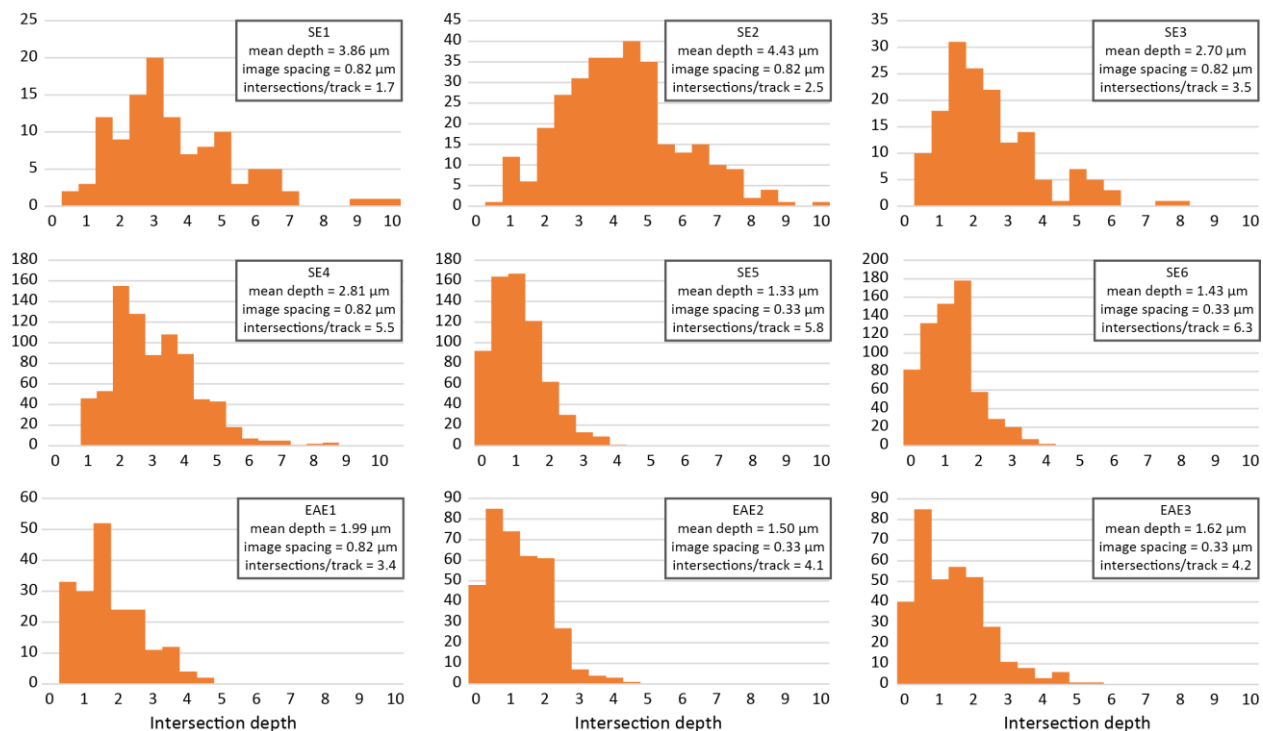 SE1
mean depth = 3.86 µm
image spacing = 0.82 µm
intersections/track = 1.7
25
20
15
10
5
0
0 1 2 3 4 5 6 7 8 9 10
SE2
mean depth = 4.43 µm
image spacing = 0.82 µm
intersections/track = 2.5
45
40
35
30
25
20
15
10
5
0
0 1 2 3 4 5 6 7 8 9 10
SE3
mean depth = 2.70 µm
image spacing = 0.82 µm
intersections/track = 3.5
35
30
25
20
15
10
5
0
0 1 2 3 4 5 6 7 8 9 10
SE4
mean depth = 2.81 µm
image spacing = 0.82 µm
intersections/track = 5.5
180
160
140
120
100
80
60
40
20
0
0 1 2 3 4 5 6 7 8 9 10
SE5
mean depth = 1.33 µm
image spacing = 0.33 µm
intersections/track = 5.8
180
160
140
120
100
80
60
40
20
0
0 1 2 3 4 5 6 7 8 9 10
SE6
mean depth = 1.43 µm
image spacing = 0.33 µm
intersections/track = 6.3
200
180
160
140
120
100
80
60
40
20
0
0 1 2 3 4 5 6 7 8 9 10
EAE1
mean depth = 1.99 µm
image spacing = 0.82 µm
intersections/track = 3.4
60
50
40
30
20
10
0
0 1 2 3 4 5 6 7 8 9 10
Intersection depth
EAE2
mean depth = 1.50 µm
image spacing = 0.33 µm
intersections/track = 4.1
90
80
70
60
50
40
30
20
10
0
0 1 2 3 4 5 6 7 8 9 10
Intersection depth
EAE3
mean depth = 1.62 µm
image spacing = 0.33 µm
intersections/track = 4.2
90
80
70
60
50
40
30
20
10
0
0 1 2 3 4 5 6 7 8 9 10
Intersection depth